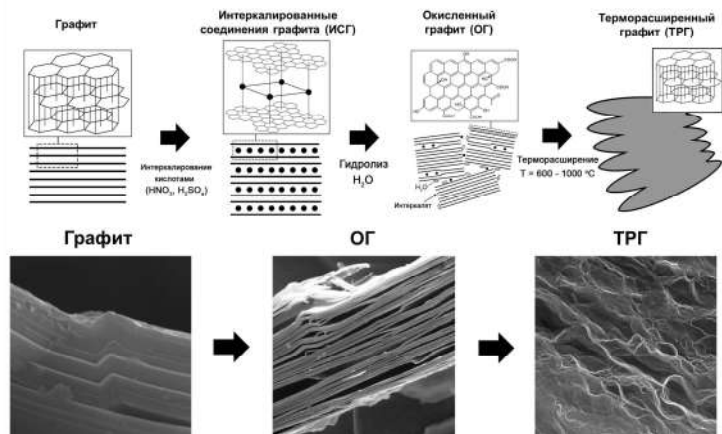 Графит
Интеркалированные
соединения графита (ИСГ)
Окисленный
графит (ОГ)
Терморасширенный
графит (ТРГ)
Интеркалирование
кислотами
(HNO₃, H₂SO₄)
Гидролиз
H₂O
H₂O
Интеркалят
Терморасширение
T = 600 - 1000 °C
Графит
ОГ
ТРГ